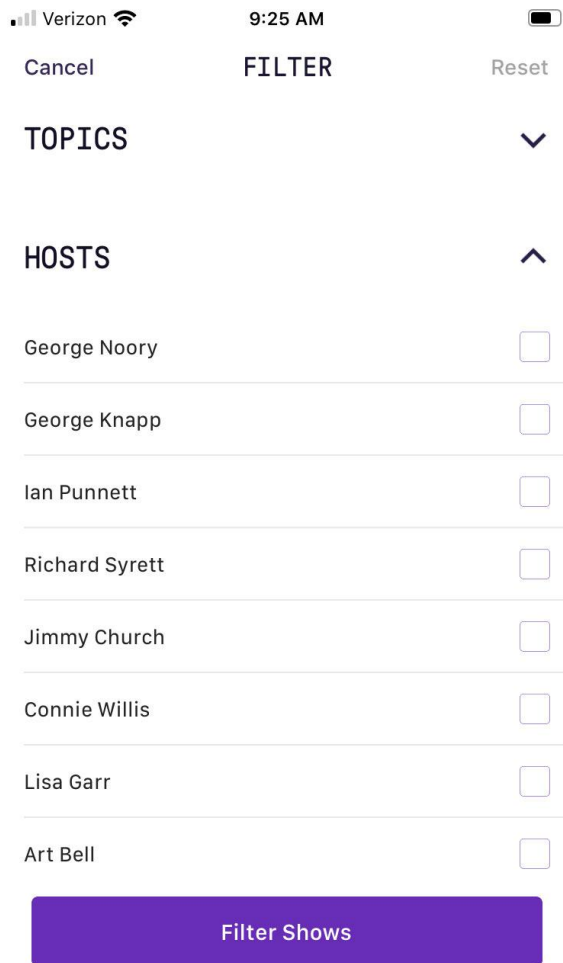 Verizon 9:25 AM
Cancel FILTER Reset
TOPICS
HOSTS
George Noory
George Knapp
Ian Punnett
Richard Syrett
Jimmy Church
Connie Willis
Lisa Garr
Art Bell
Filter Shows